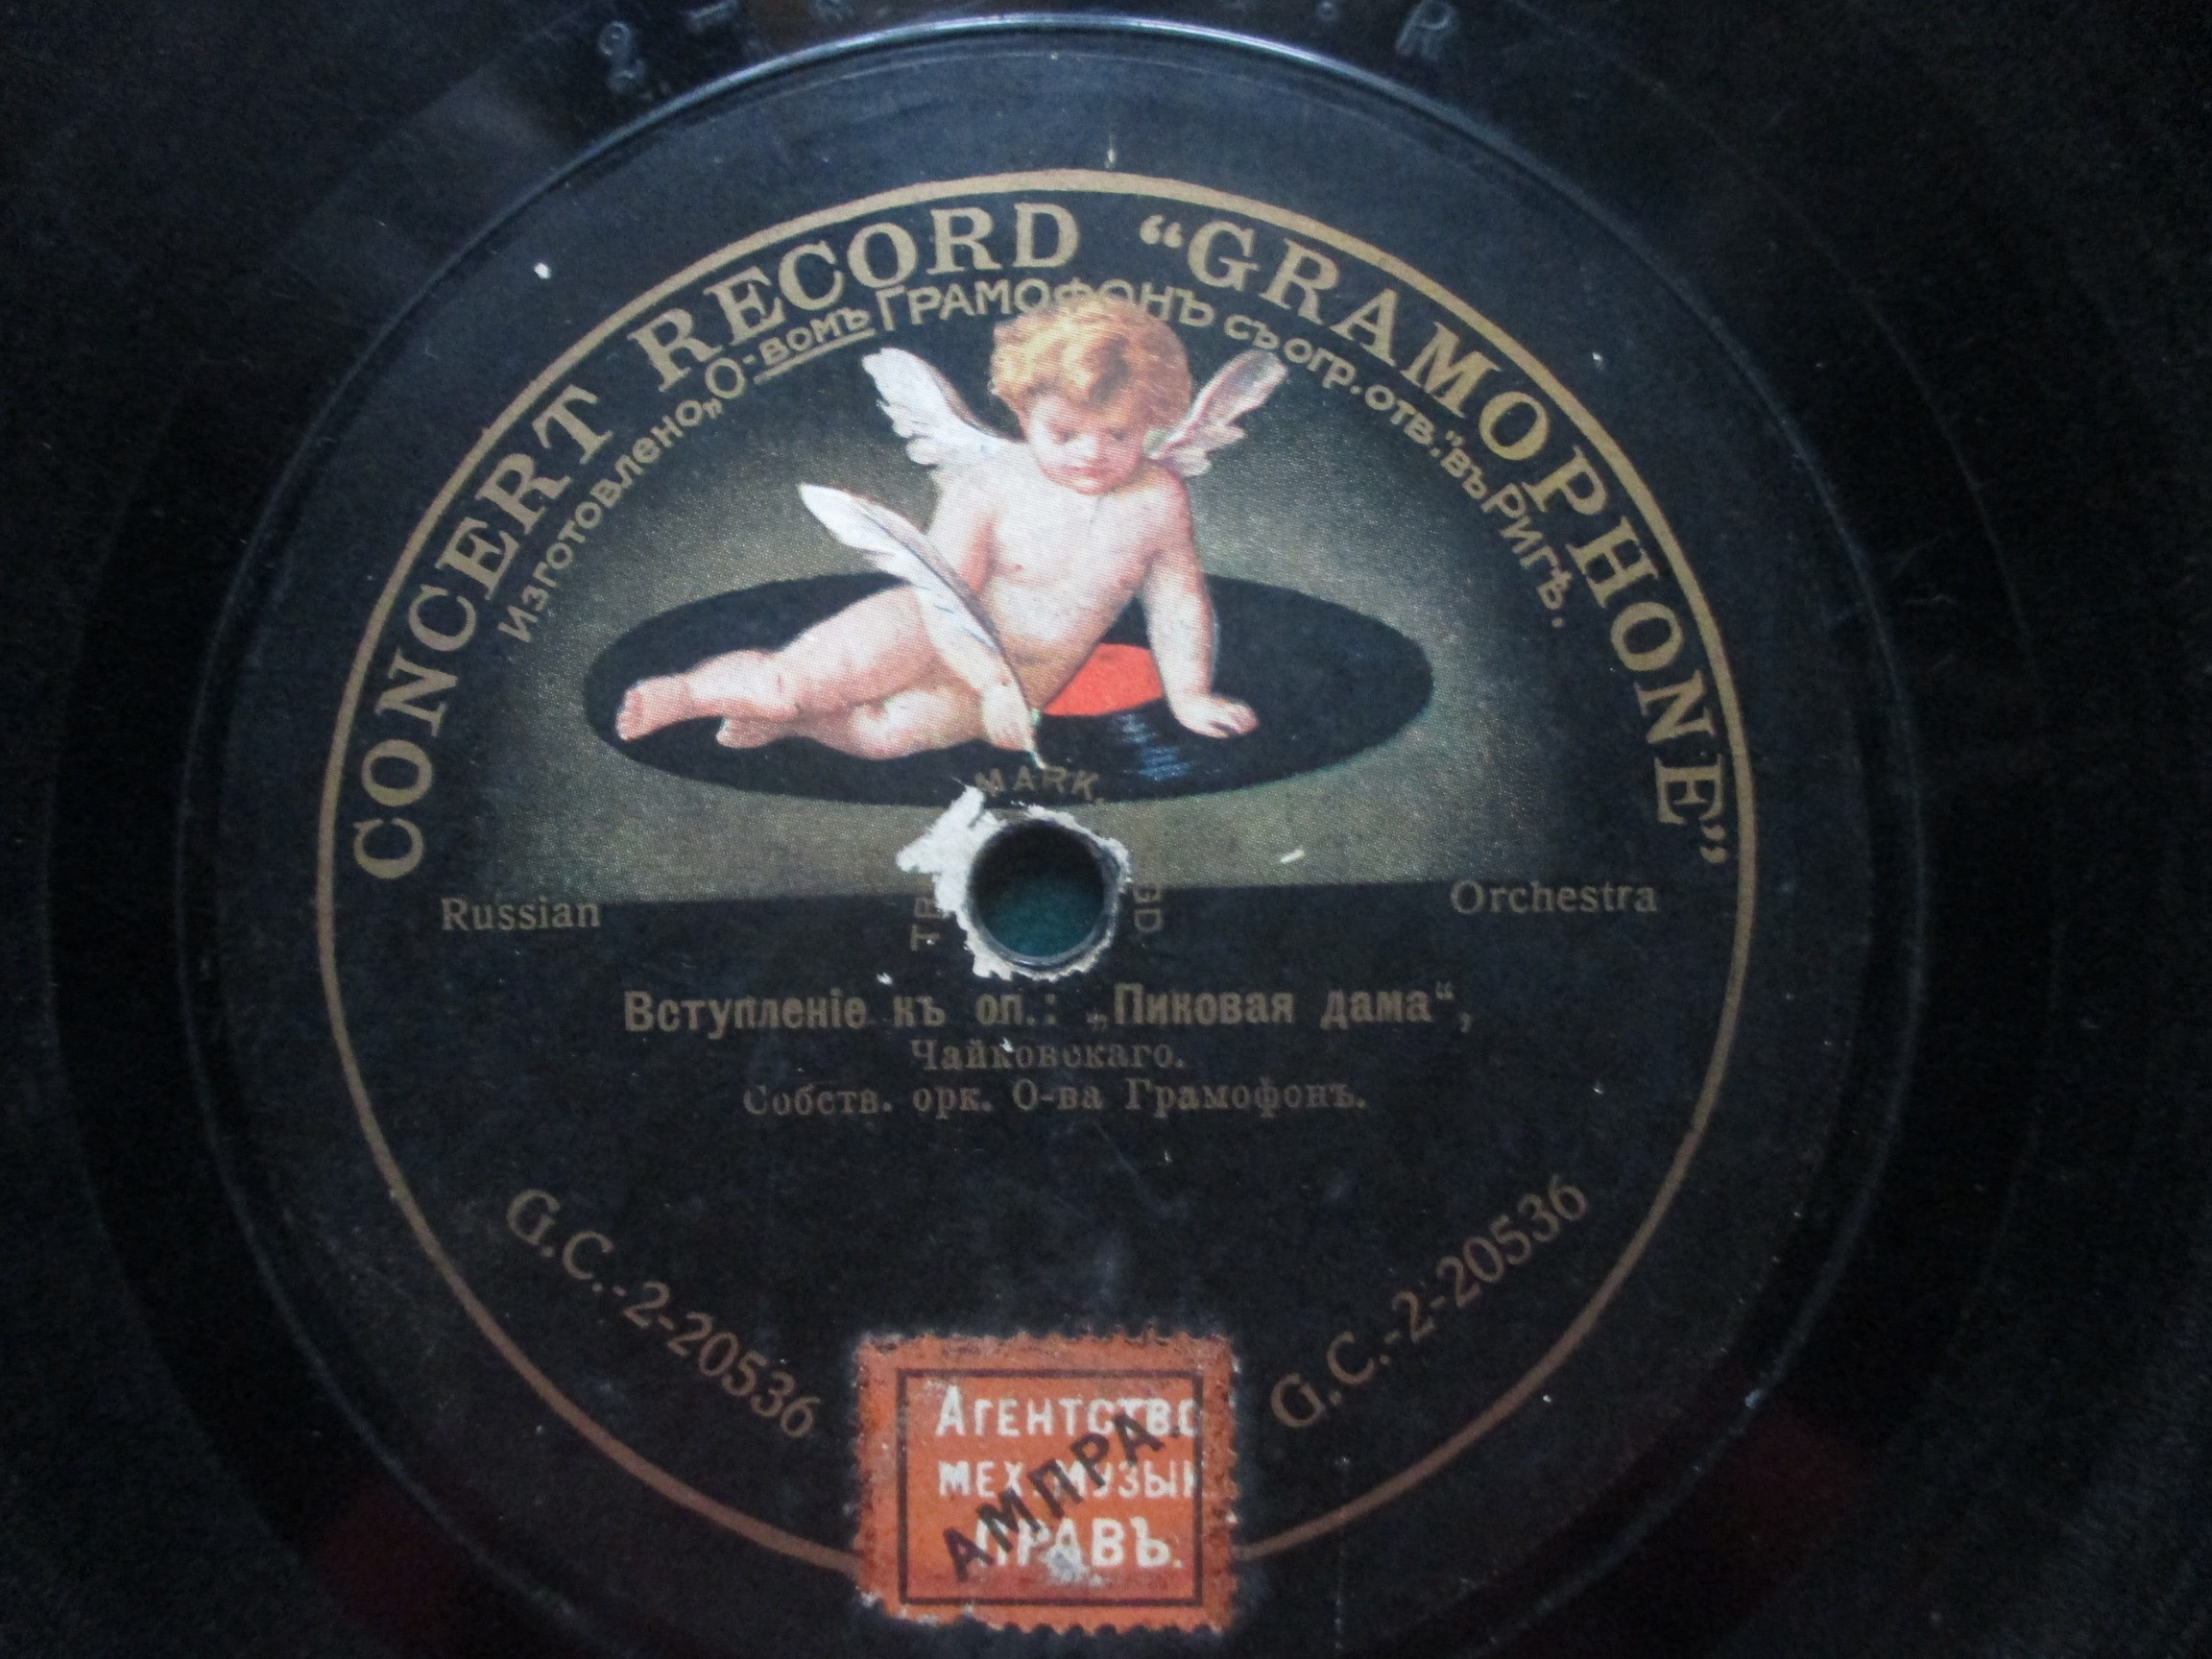 CONCERT RECORD “GRAMOPHONE”
Изготовлено „О-вомъ Грамофонъ съ огр. отв.” въ Ригѣ.
MARK.
Russian
Orchestra
Вступленіе къ оп.: „Пиковая дама“,
Чайковскаго.
Собств. орк. О-ва Грамофонъ.
G.C.-2-20536
G.C.-2-20536
АГЕНТСТВО
МЕХ. МУЗЫК
ПРАВЪ.
АМПРА.